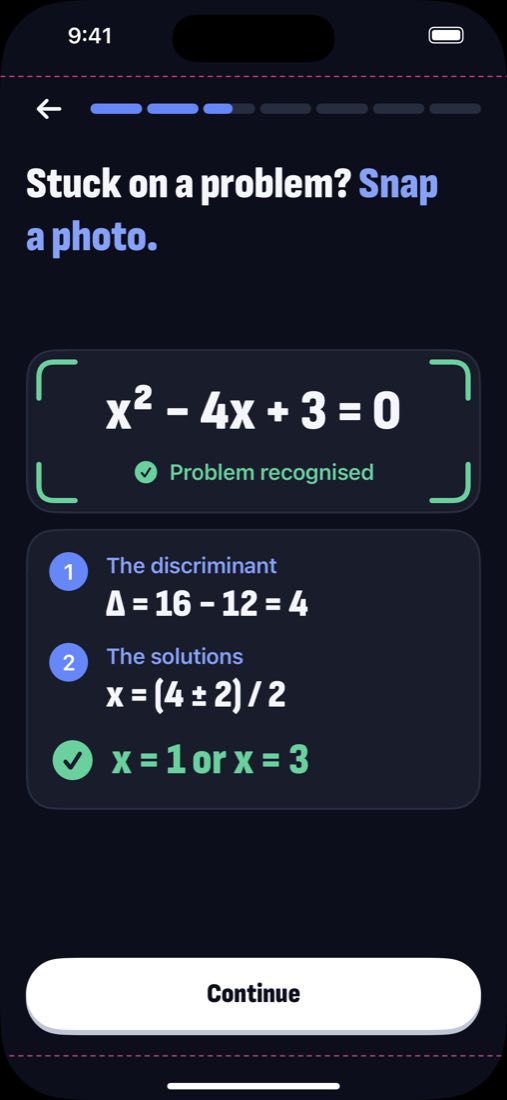 9:41
Stuck on a problem? Snap
a photo.
x² − 4x + 3 = 0
Problem recognised
1 The discriminant
Δ = 16 − 12 = 4
2 The solutions
x = (4 ± 2) / 2
x = 1 or x = 3
Continue